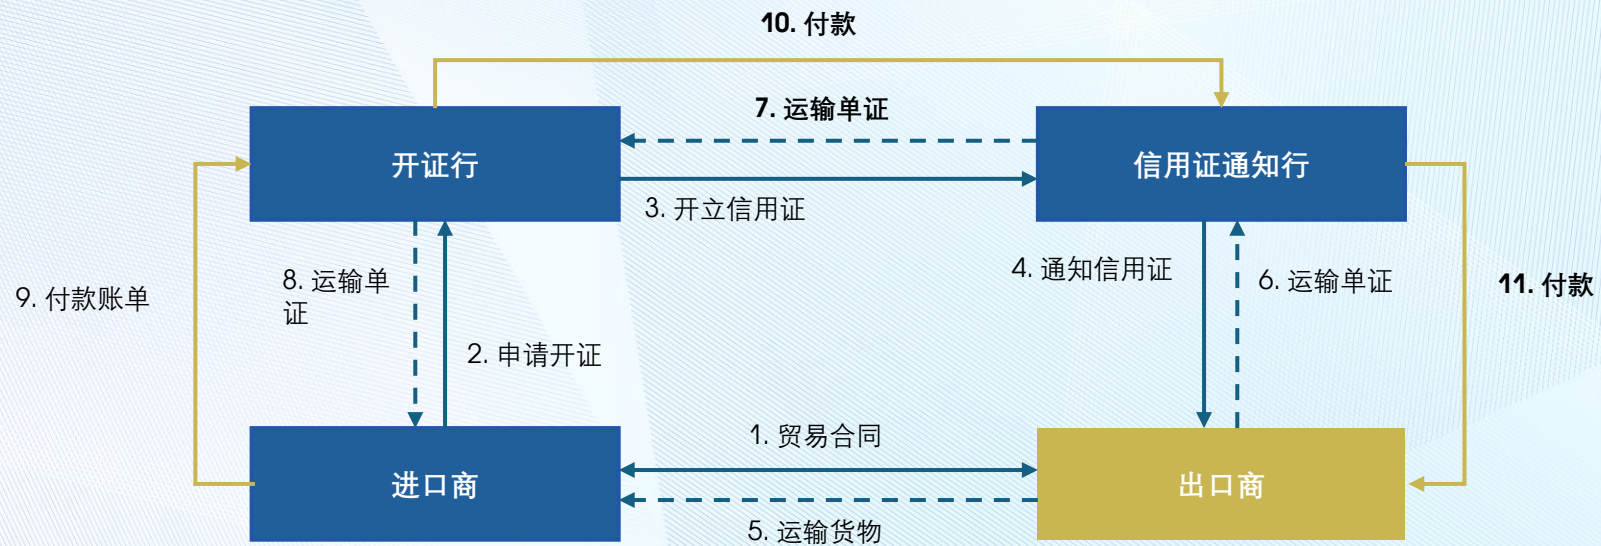 10. 付款
7. 运输单证
开证行
信用证通知行
3. 开立信用证
9. 付款账单
8. 运输单
证
2. 申请开证
4. 通知信用证
6. 运输单证
11. 付款
1. 贸易合同
进口商
出口商
5. 运输货物